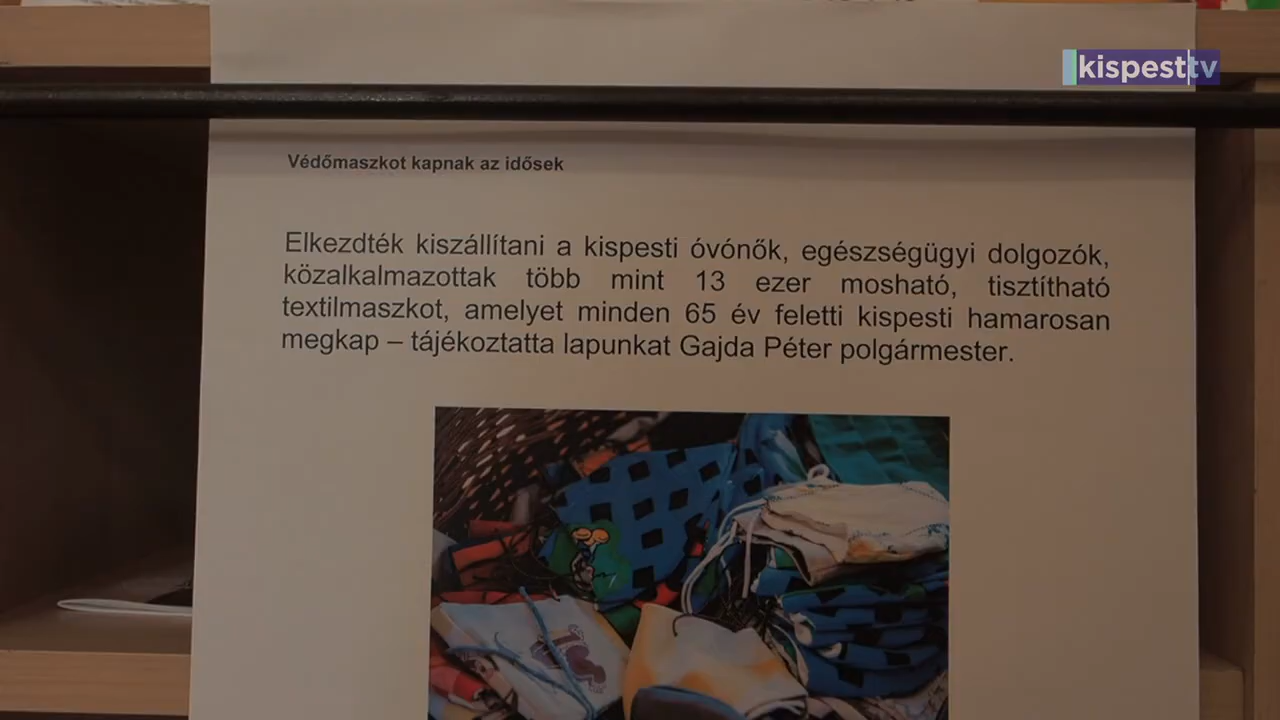 kispesttv
Védőmaszkot kapnak az idősek
Elkezdték kiszállítani a kispesti óvónők, egészségügyi dolgozók,
közalkalmazottak több mint 13 ezer mosható, tisztítható
textilmaszkot, amelyet minden 65 év feletti kispesti hamarosan
megkap – tájékoztatta lapunkat Gajda Péter polgármester.